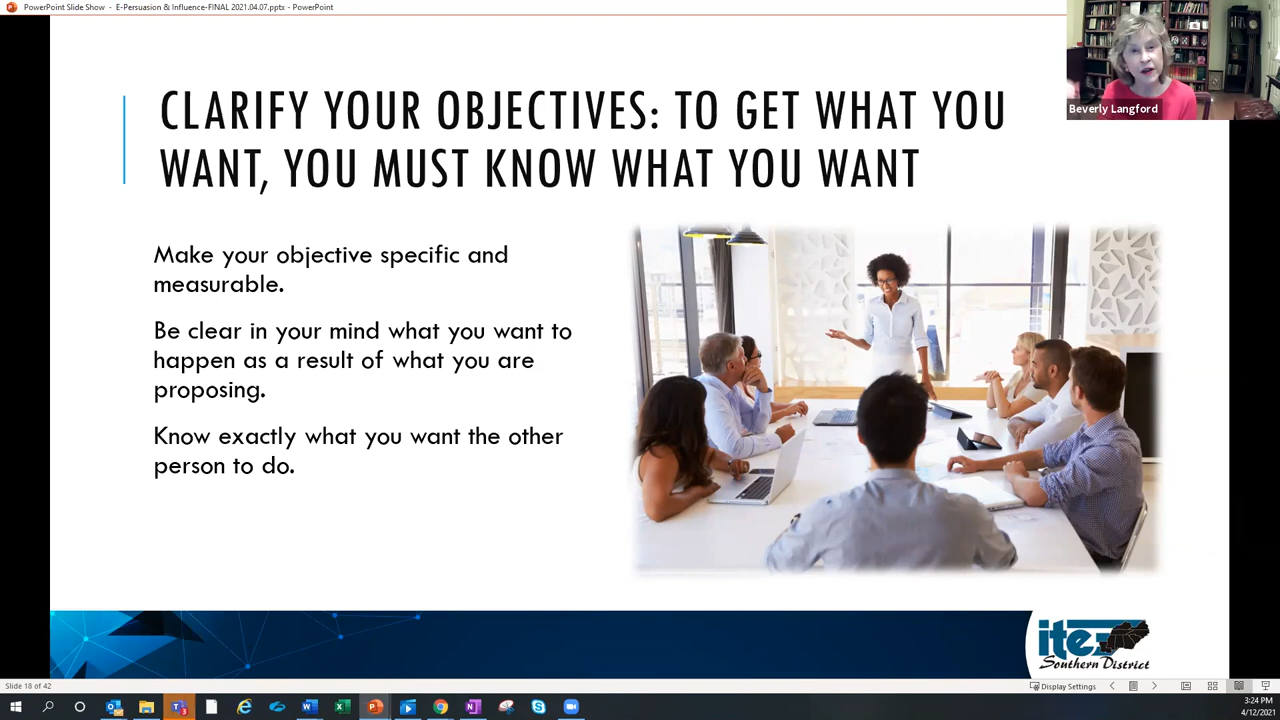 PowerPoint Slide Show - E-Persuasion & Influence-FINAL 2021.04.07.pptx - PowerPoint
Beverly Langford
CLARIFY YOUR OBJECTIVES: TO GET WHAT YOU
WANT, YOU MUST KNOW WHAT YOU WANT
Make your objective specific and
measurable.
Be clear in your mind what you want to
happen as a result of what you are
proposing.
Know exactly what you want the other
person to do.
ite
Southern District
Slide 18 of 42
Display Settings
3:24 PM
4/12/2021